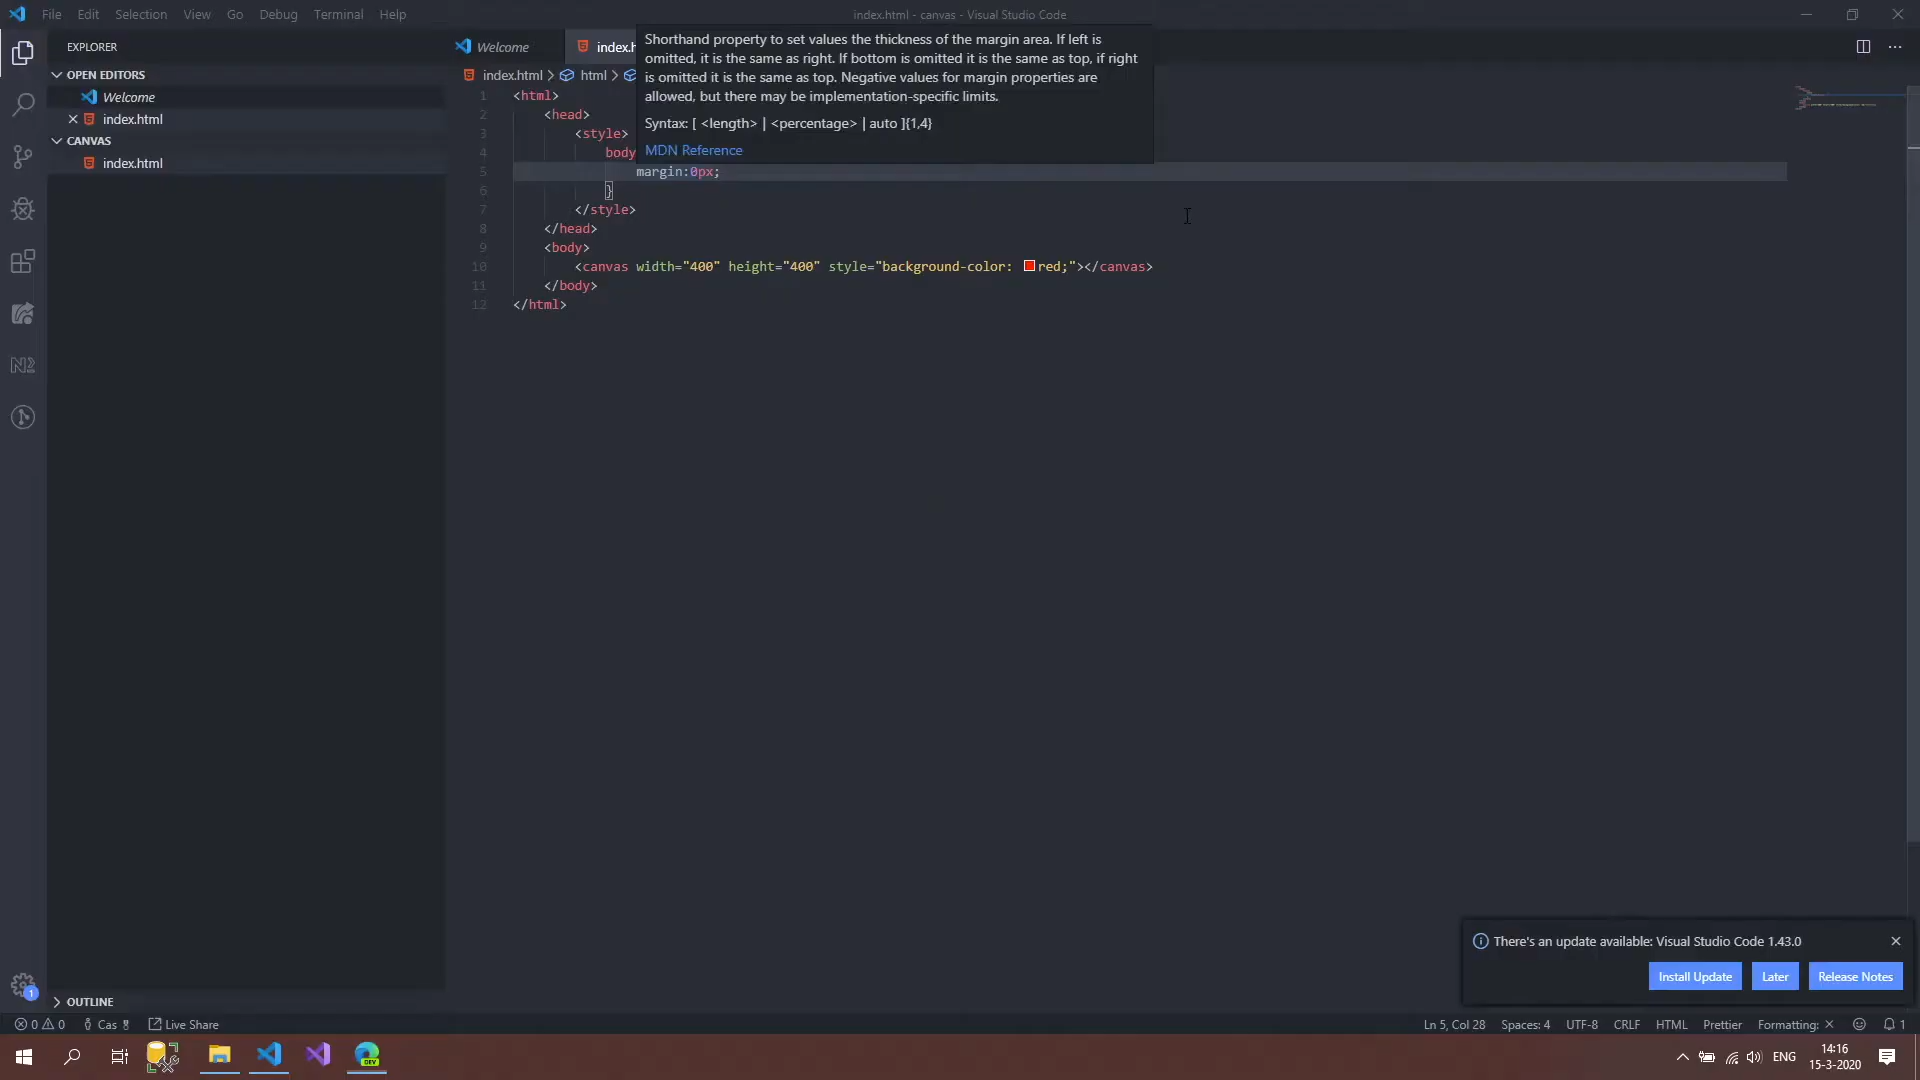 File Edit Selection View Go Debug Terminal Help
index.html - canvas - Visual Studio Code
EXPLORER
OPEN EDITORS
Welcome
index.html
CANVAS
index.html
OUTLINE
Welcome
index.h
index.html > html >
Shorthand property to set values the thickness of the margin area. If left is
omitted, it is the same as right. If bottom is omitted it is the same as top, if right
is omitted it is the same as top. Negative values for margin properties are
allowed, but there may be implementation-specific limits.
Syntax: [ <length> | <percentage> | auto ]{1,4}
MDN Reference
1 <html>
2 <head>
3 <style>
4 body
5 margin:0px;
6 }
7 </style>
8 </head>
9 <body>
10 <canvas width="400" height="400" style="background-color: red;"></canvas>
11 </body>
12 </html>
There's an update available: Visual Studio Code 1.43.0
Install Update Later Release Notes
1
0 0 Cas Live Share
Ln 5, Col 28 Spaces: 4 UTF-8 CRLF HTML Prettier Formatting: × 1
DEV
ENG
14:16
15-3-2020